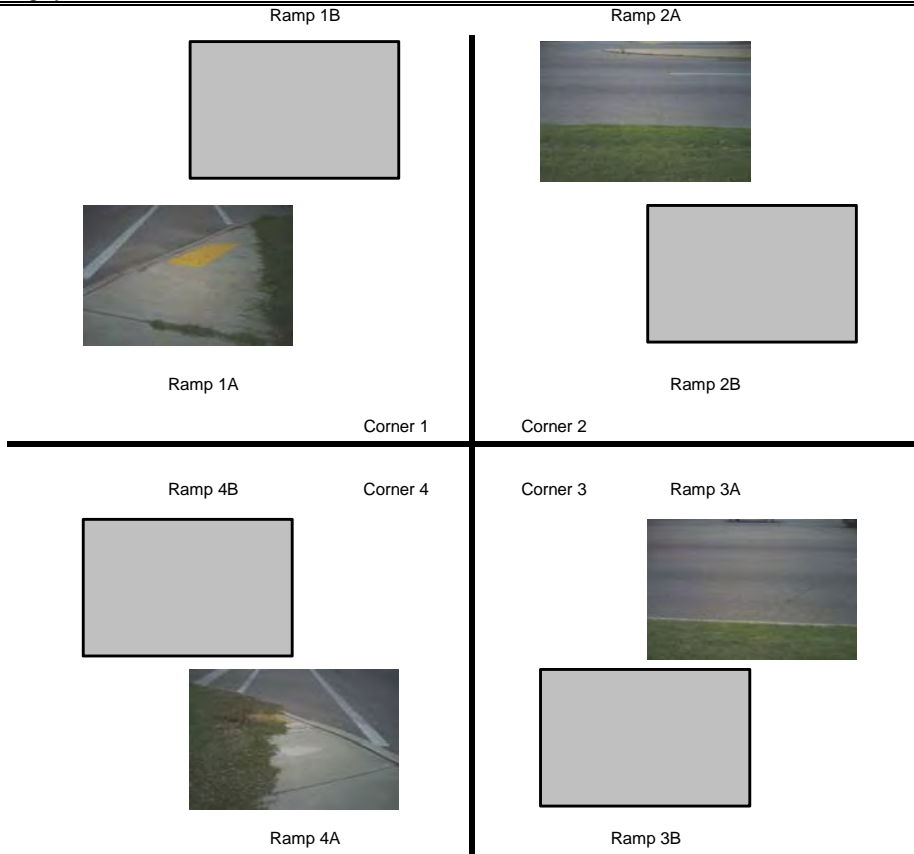 Ramp 1B
Ramp 2A
Ramp 1A
Ramp 2B
Corner 1
Corner 2
Ramp 4B
Corner 4
Corner 3
Ramp 3A
Ramp 4A
Ramp 3B